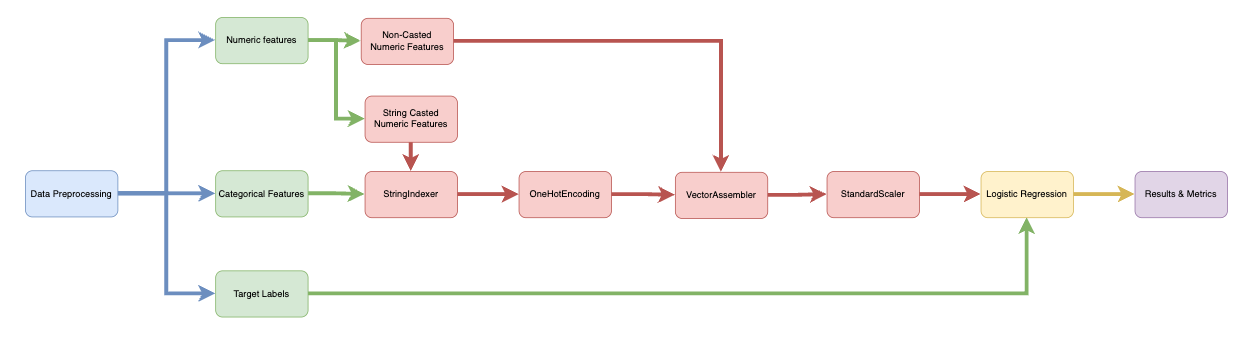 Numeric features
Non-Casted
Numeric Features
String Casted
Numeric Features
Data Preprocessing
Categorical Features
StringIndexer
OneHotEncoding
VectorAssembler
StandardScaler
Logistic Regression
Results & Metrics
Target Labels